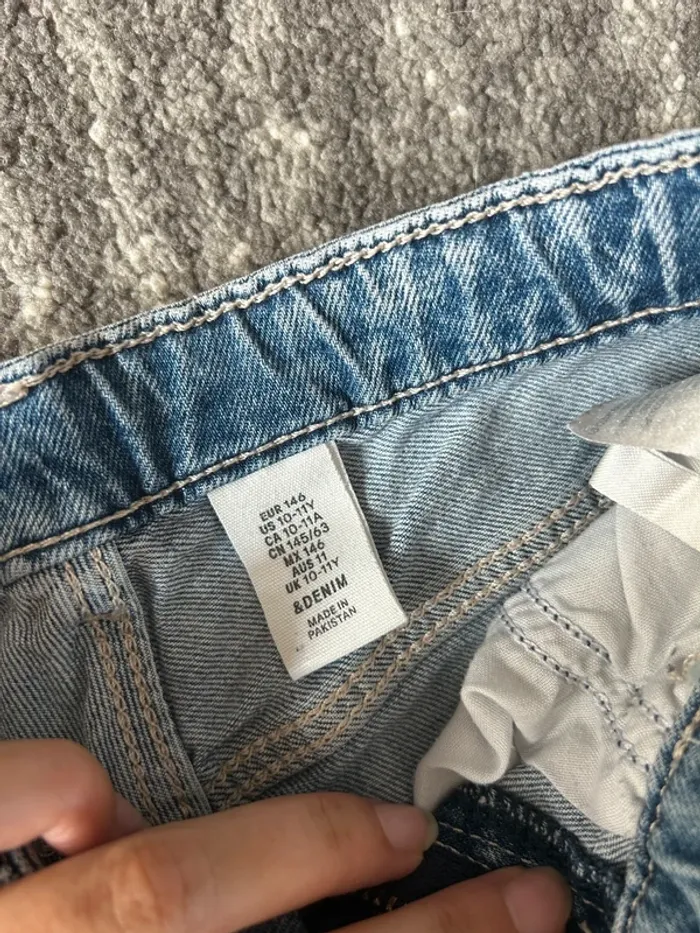 EUR 146
US 10-11Y
CA 10-11A
CN 145/63
MX 146
AUS 11
UK 10-11Y
&DENIM
MADE IN
PAKISTAN